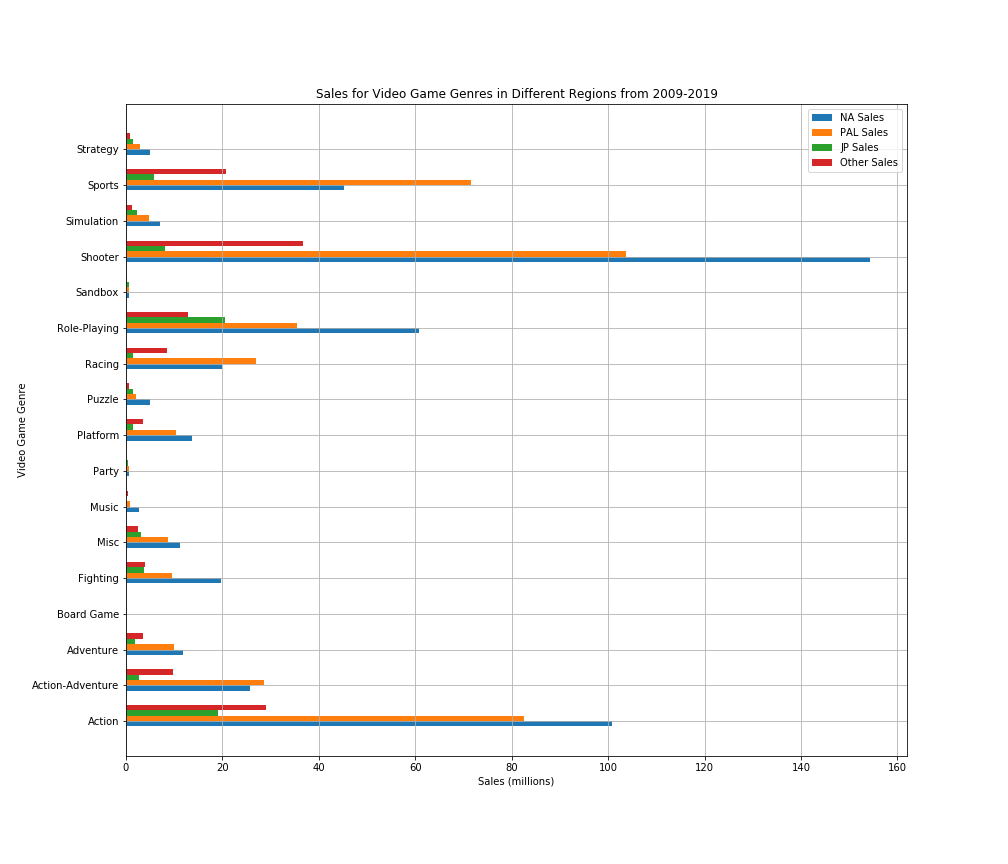 Sales for Video Game Genres in Different Regions from 2009-2019
NA Sales
PAL Sales
JP Sales
Other Sales
Strategy
Sports
Simulation
Shooter
Sandbox
Role-Playing
Racing
Puzzle
Platform
Party
Music
Misc
Fighting
Board Game
Adventure
Action-Adventure
Action
Video Game Genre
0 20 40 60 80 100 120 140 160
Sales (millions)